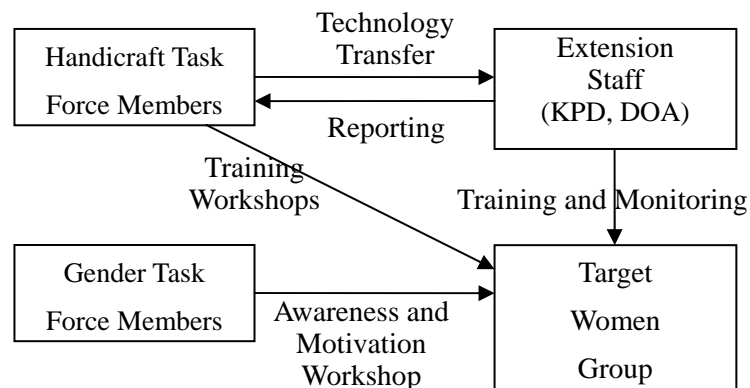 Handicraft Task
Force Members
Technology
Transfer
Reporting
Extension
Staff
(KPD, DOA)
Training
Workshops
Training and Monitoring
Gender Task
Force Members
Awareness and
Motivation
Workshop
Target
Women
Group